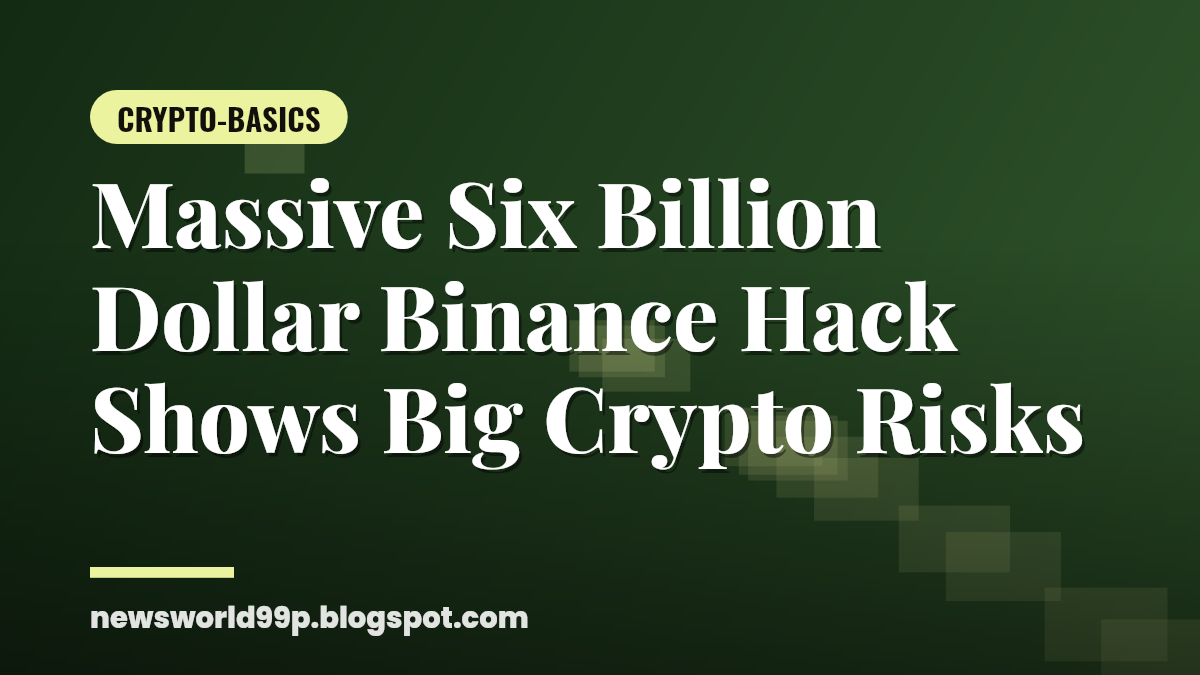 CRYPTO-BASICS
Massive Six Billion
Dollar Binance Hack
Shows Big Crypto Risks
newsworld99p.blogspot.com